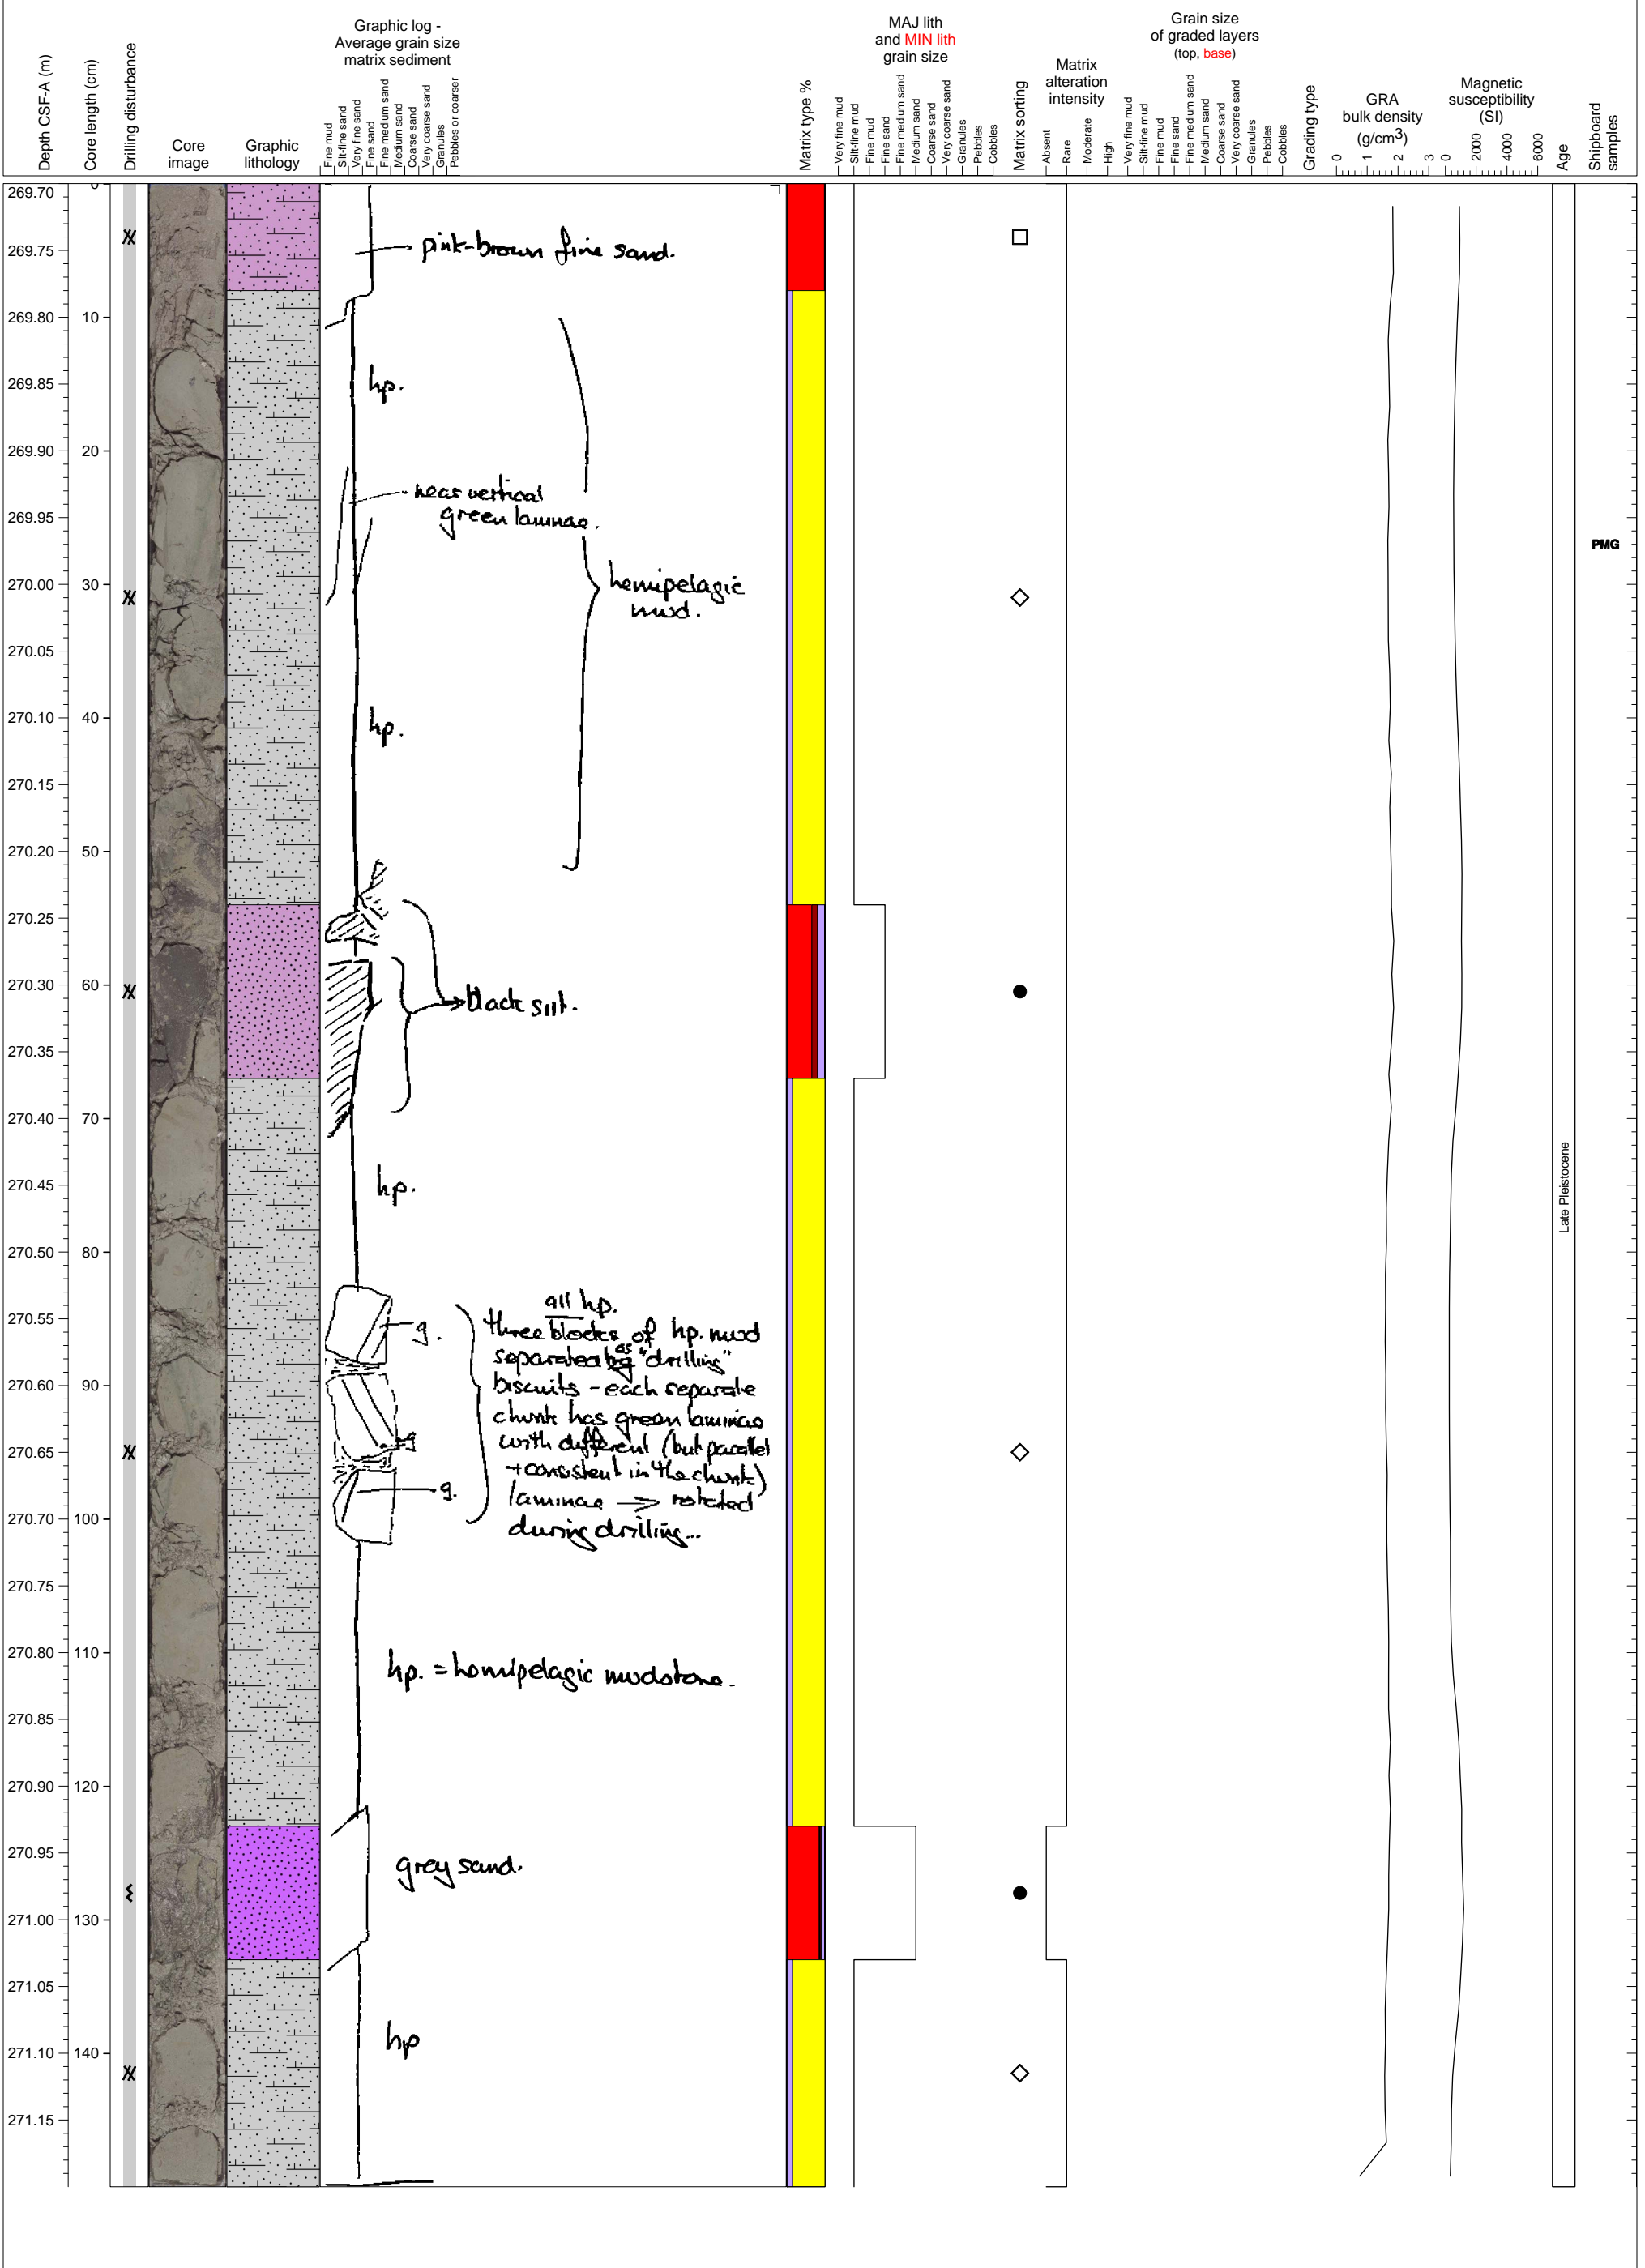 Depth CSF-A (m)
Core length (cm)
Drilling disturbance
Core
image
Graphic
lithology
Graphic log -
Average grain size
matrix sediment
Fine mud
Silt-fine sand
Very fine sand
Fine sand
Fine medium sand
Medium sand
Coarse sand
Very coarse sand
Granules
Pebbles or coarser
Matrix type %
MAJ lith
and MIN lith
grain size
Very fine mud
Silt-fine mud
Fine mud
Fine sand
Fine medium sand
Medium sand
Coarse sand
Very coarse sand
Granules
Pebbles
Cobbles
Matrix sorting
Matrix
alteration
intensity
Absent
Rare
Moderate
High
Grain size
of graded layers
(top, base)
Very fine mud
Silt-fine mud
Fine mud
Fine sand
Fine medium sand
Medium sand
Coarse sand
Very coarse sand
Granules
Pebbles
Cobbles
Grading type
GRA
bulk density
(g/cm3)
0 1 2 3
Magnetic
susceptibility
(SI)
0 2000 4000 6000
Age
Shipboard
samples
269.70 0
pink-brown fine sand.
269.75
269.80 10
269.85
hp.
269.90 20
near vertical
green laminae.
269.95
PMG
270.00 30
hemipelagic
mud.
270.05
270.10 40
hp.
270.15
270.20 50
270.25
270.30 60
black silt.
270.35
270.40 70
270.45
hp.
Late Pleistocene
270.50 80
270.55
g.
all hp.
three blocks of hp. mud
separated as "drilling"
biscuits - each separate
chunk has green laminae
with different (but parallel
+ consistent in the chunk)
laminae → rotated
during drilling...
270.60 90
270.65
g.
270.70 100
270.75
270.80 110
hp. = hemipelagic mudstone.
270.85
270.90 120
270.95
grey sand.
271.00 130
271.05
hp
271.10 140
271.15